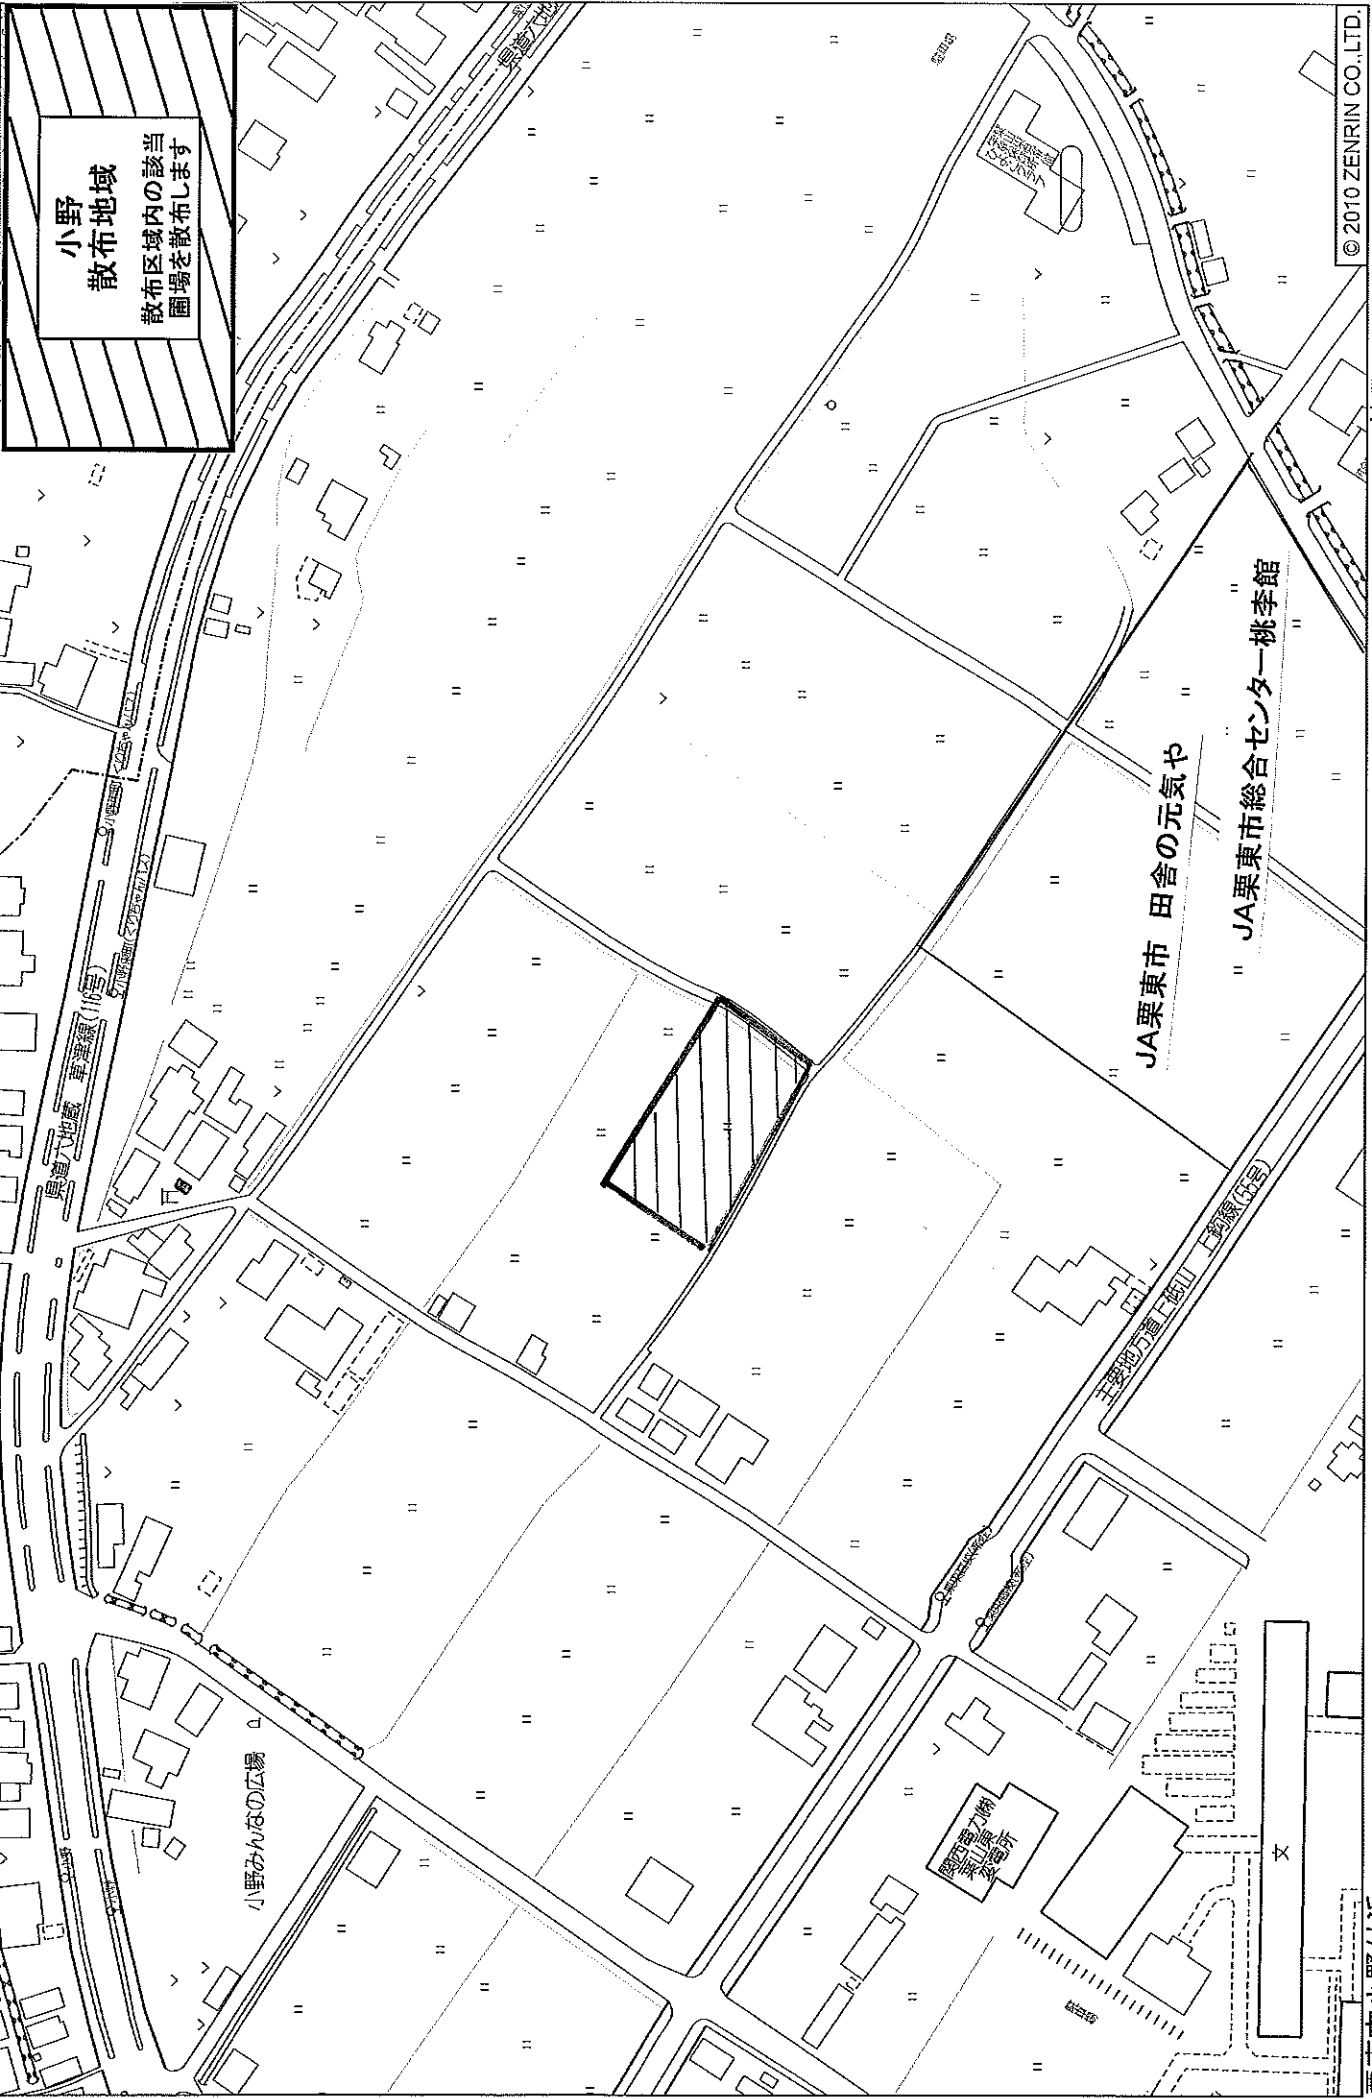 小野
散布地域
散布区域内の該当
圃場を散布します
県道六地蔵 草津線(116号)
小野みんなの広場
JA栗東市 田舎の元気や
JA栗東市総合センター桃李館
主要地方道上砥山 上鈎線(55号)
関西電力㈱
葉山東
変電所
文
© 2010 ZENRIN CO.,LTD.